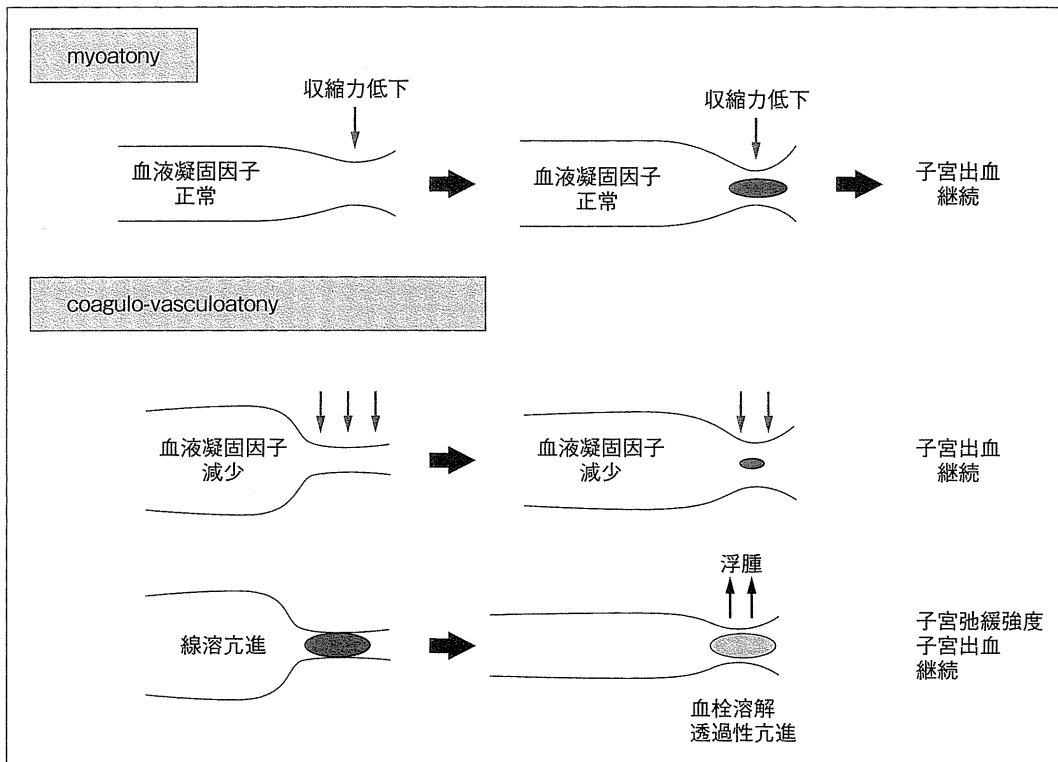 myoatony
収縮力低下
収縮力低下
血液凝固因子
正常
血液凝固因子
正常
子宮出血
継続
coagulo-vasculoatony
血液凝固因子
減少
血液凝固因子
減少
子宮出血
継続
浮腫
線溶亢進
子宮弛緩強度
子宮出血
継続
血栓溶解
透過性亢進